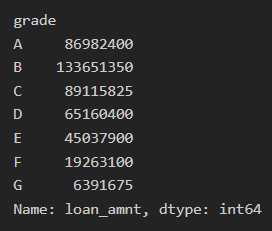 grade
A     86982400
B    133651350
C     89115825
D     65160400
E     45037900
F     19263100
G      6391675
Name: loan_amnt, dtype: int64